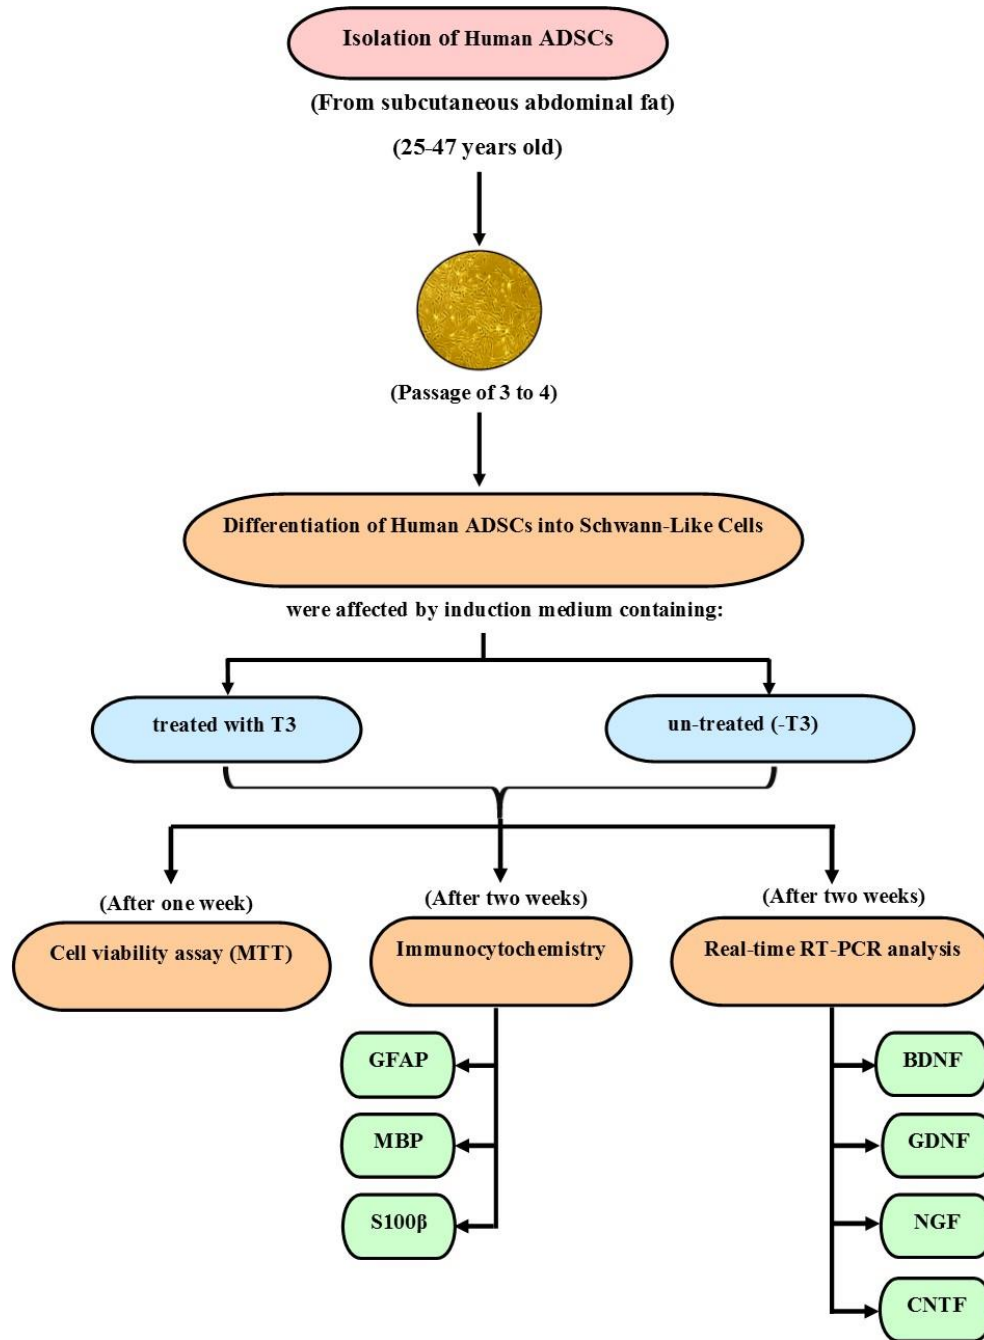 Isolation of Human ADSCs
(From subcutaneous abdominal fat)
(25-47 years old)
(Passage of 3 to 4)
Differentiation of Human ADSCs into Schwann-Like Cells
were affected by induction medium containing:
treated with T3
un-treated (-T3)
(After one week)
Cell viability assay (MTT)
(After two weeks)
Immunocytochemistry
GFAP
MBP
S100β
(After two weeks)
Real-time RT-PCR analysis
BDNF
GDNF
NGF
CNTF